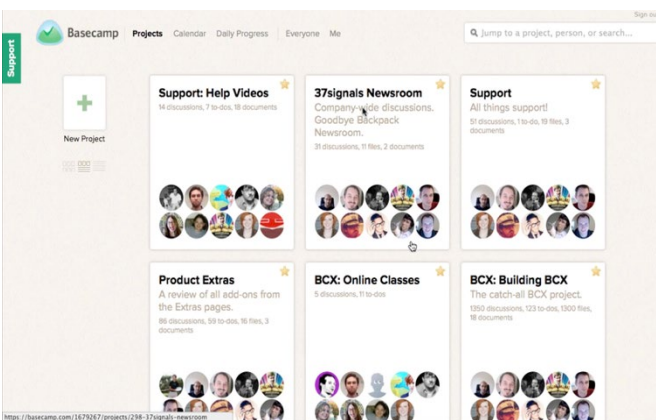 Sign ou
Support
Basecamp
Projects Calendar Daily Progress Everyone Me
Jump to a project, person, or search...
New Project
Support: Help Videos
14 discussions, 7 to-dos, 18 documents
37signals Newsroom
Company-wide discussions.
Goodbye Backpack
Newsroom.
31 discussions, 11 files, 2 documents
Support
All things support!
51 discussions, 1 to-do, 19 files, 3
documents
Product Extras
A review of all add-ons from
the Extras pages.
86 discussions, 59 to-dos, 16 files, 3
documents
BCX: Online Classes
5 discussions, 11 to-dos
BCX: Building BCX
The catch-all BCX project.
1350 discussions, 123 to-dos, 1300 files,
18 documents
https://basecamp.com/1679267/projects/298-37signals-newsroom